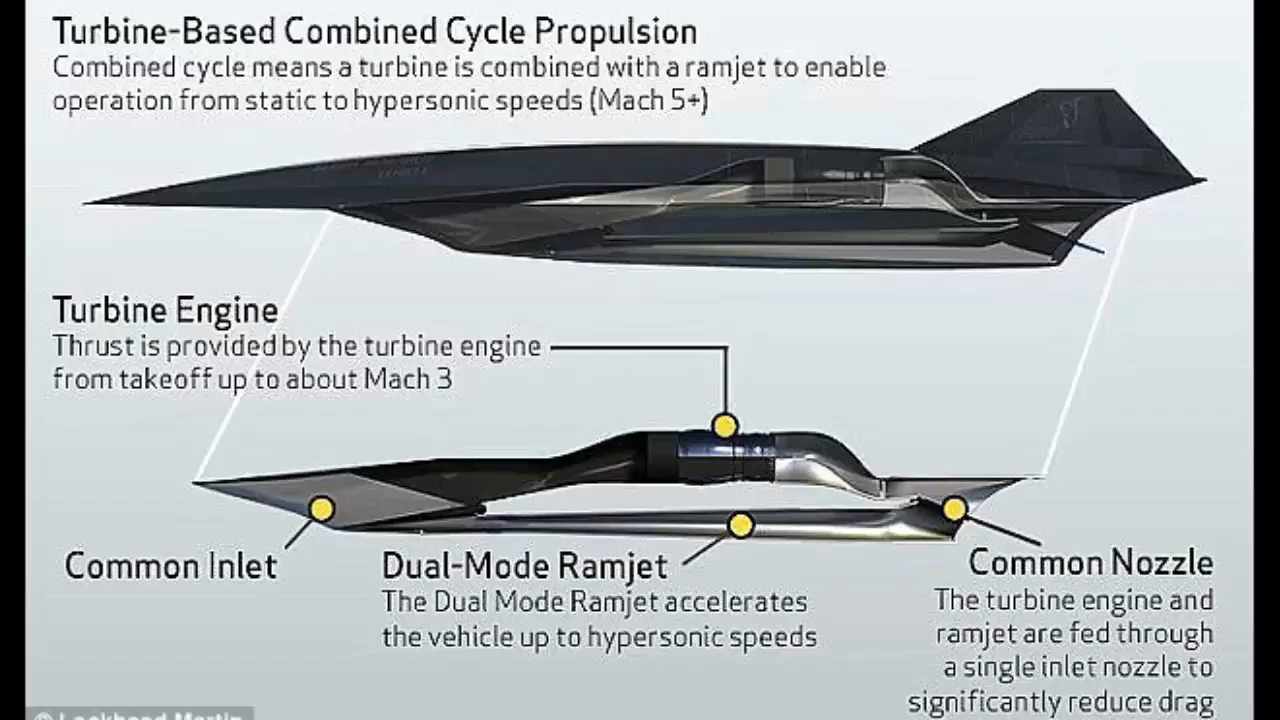 Turbine-Based Combined Cycle Propulsion
Combined cycle means a turbine is combined with a ramjet to enable
operation from static to hypersonic speeds (Mach 5+)
Turbine Engine
Thrust is provided by the turbine engine
from takeoff up to about Mach 3
Common Inlet
Dual-Mode Ramjet
The Dual Mode Ramjet accelerates
the vehicle up to hypersonic speeds
Common Nozzle
The turbine engine and
ramjet are fed through
a single inlet nozzle to
significantly reduce drag
© Lockheed Martin